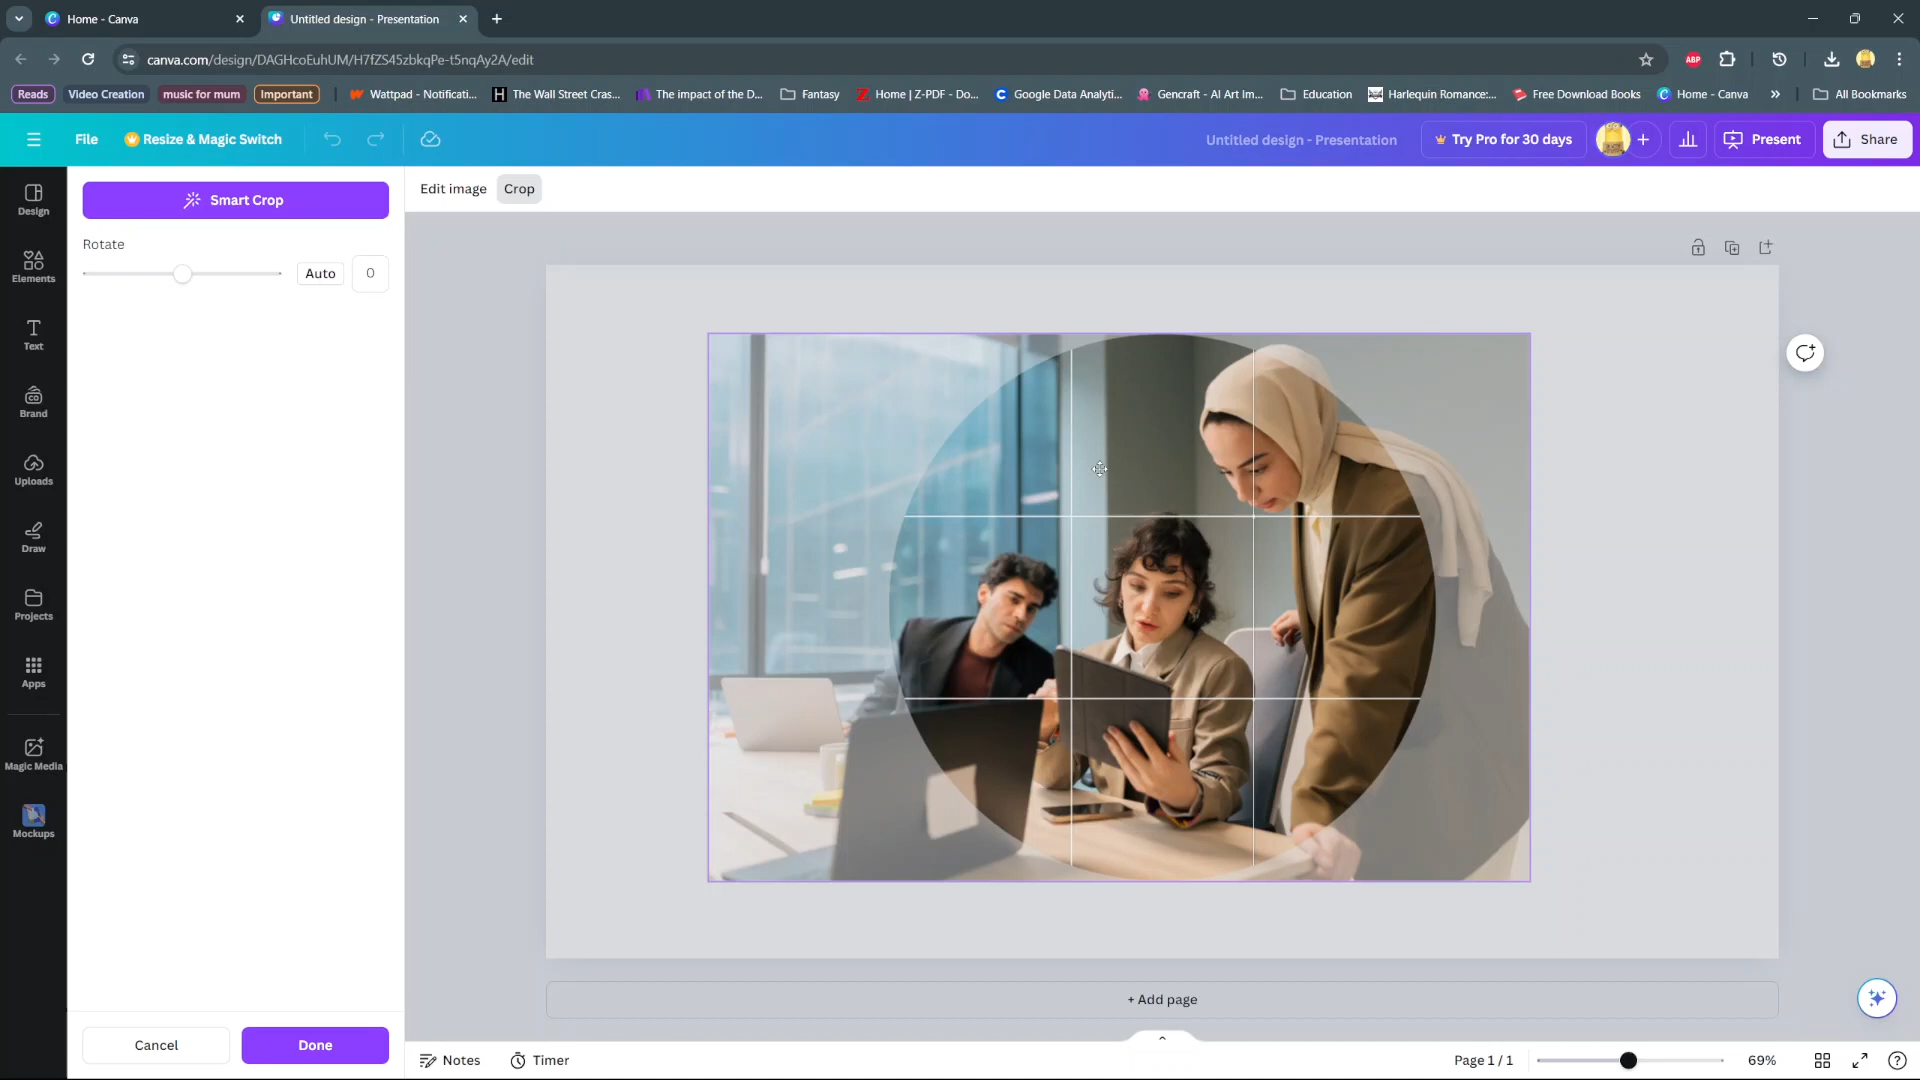 Home - Canva
Untitled design - Presentation
canva.com/design/DAGHcoEuhUM/H7fZS45zbkqPe-t5nqAy2A/edit
ABP
Reads
Video Creation
music for mum
Important
Wattpad - Notificati...
The Wall Street Cras...
The impact of the D...
Fantasy
Home | Z-PDF - Do...
Google Data Analyti...
Gencraft - AI Art Im...
Education
Harlequin Romance:...
Free Download Books
Home - Canva
All Bookmarks
File
Resize & Magic Switch
Untitled design - Presentation
Try Pro for 30 days
Present
Share
Design
Elements
Text
Brand
Uploads
Draw
Projects
Apps
Magic Media
Mockups
Smart Crop
Rotate
Auto
0
Cancel
Done
Edit image
Crop
+ Add page
Notes
Timer
Page 1 / 1
69%